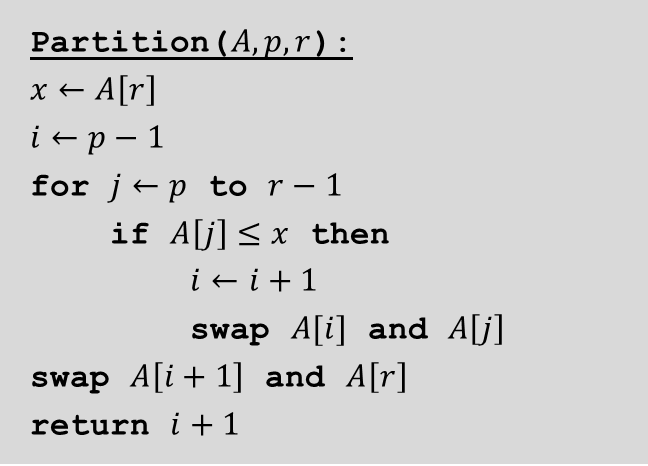 Partition(A,p,r):
x ← A[r]
i ← p − 1
for j ← p to r − 1
if A[j] ≤ x then
i ← i + 1
swap A[i] and A[j]
swap A[i + 1] and A[r]
return i + 1